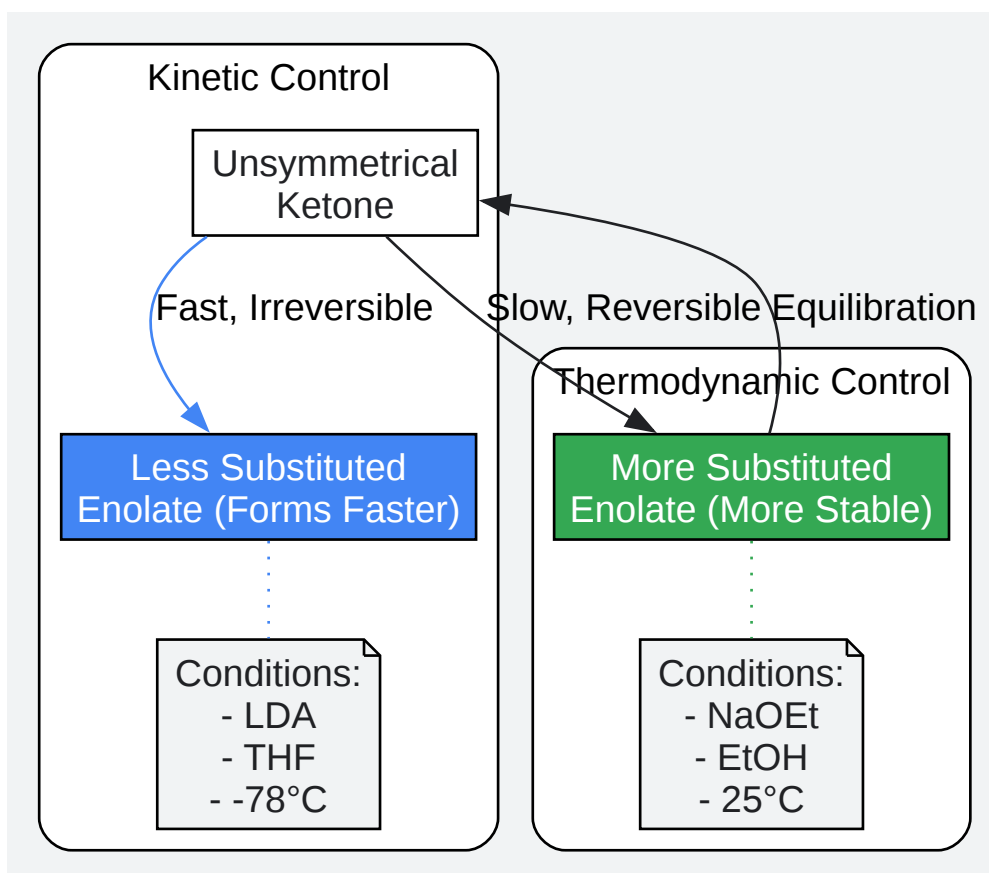 Kinetic Control
Unsymmetrical
Ketone
Fast, Irreversible
Slow, Reversible Equilibration
Thermodynamic Control
Less Substituted
Enolate (Forms Faster)
More Substituted
Enolate (More Stable)
Conditions:
- LDA
- THF
- -78°C
Conditions:
- NaOEt
- EtOH
- 25°C